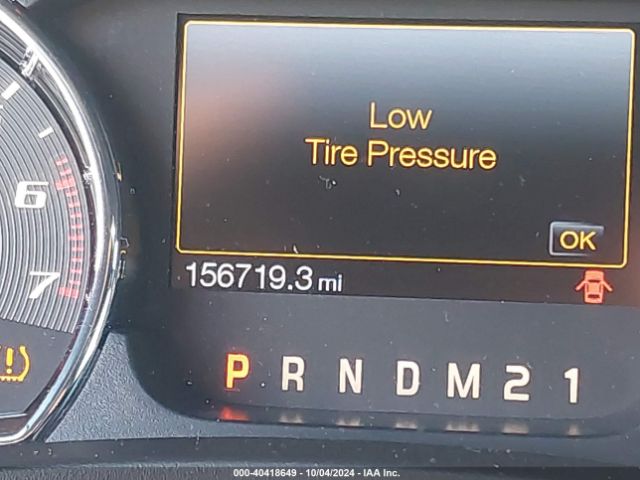 Low
Tire Pressure
OK
156719.3 mi
6
7
P R N D M 2 1
000-40418649 - 10/04/2024 - IAA Inc.